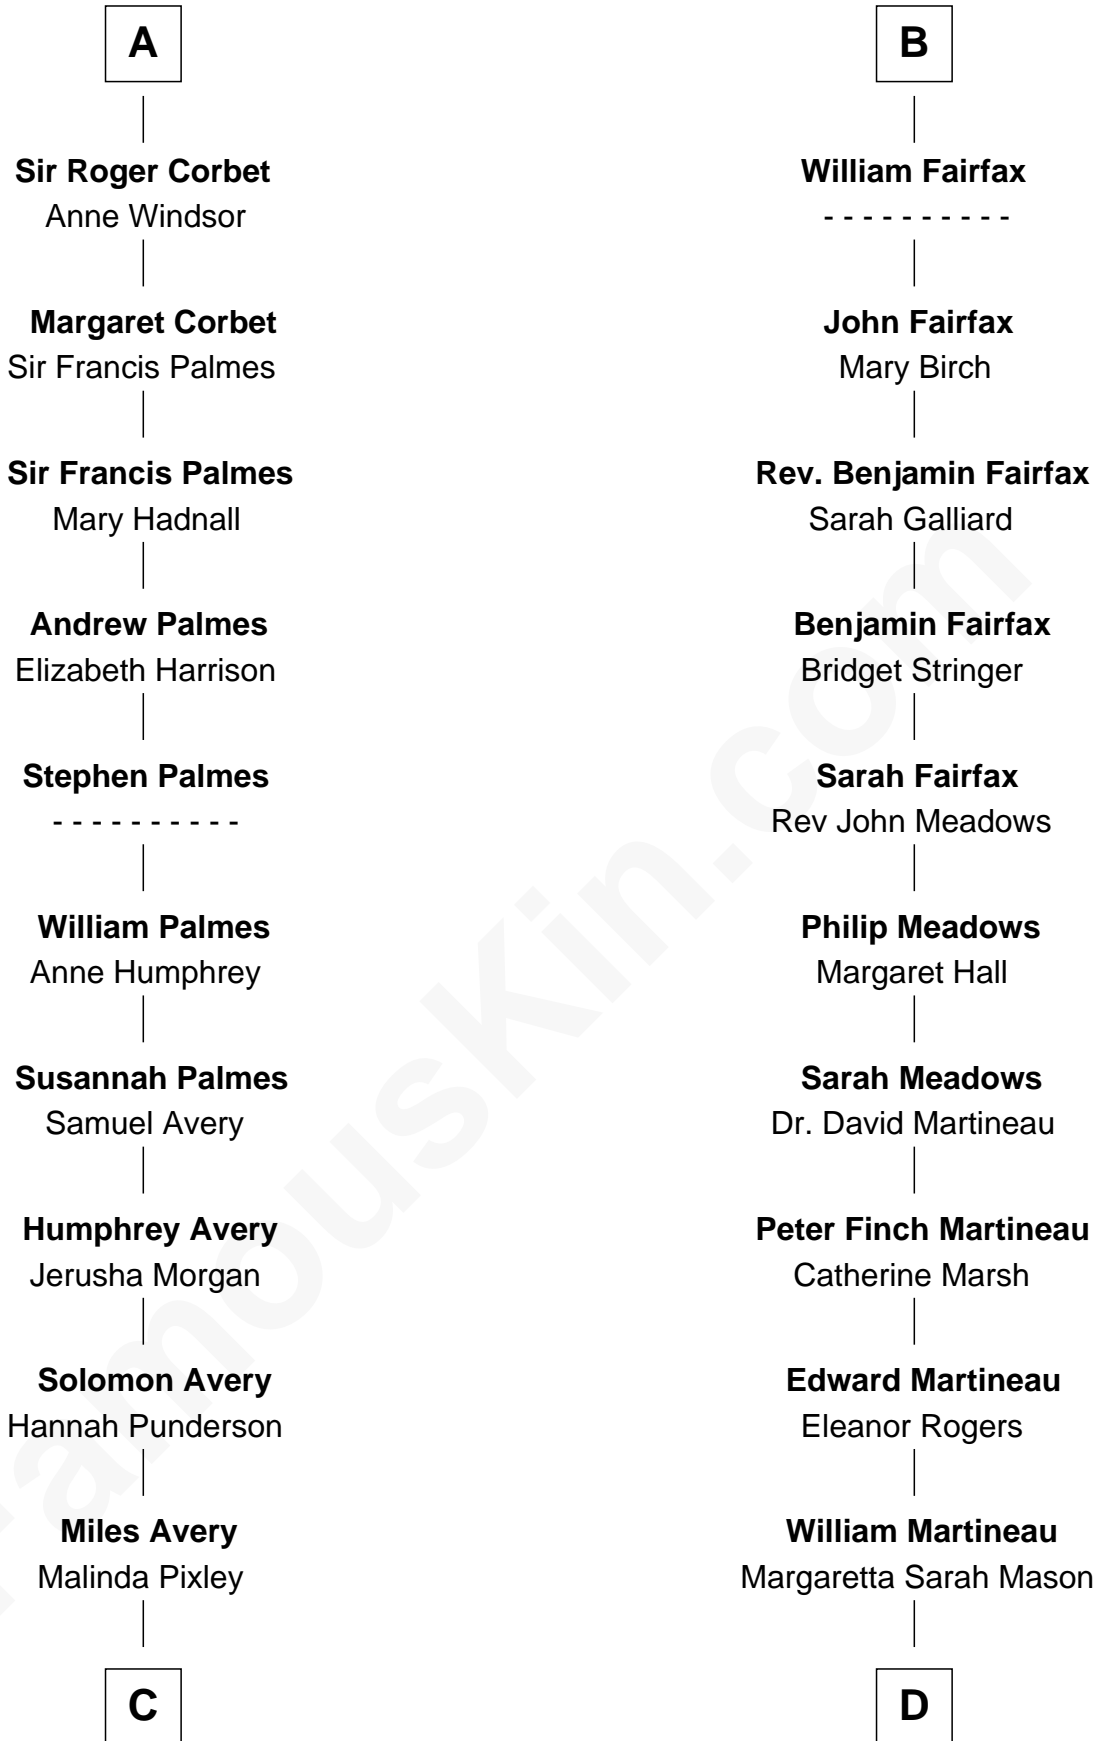 A
Sir Roger Corbet
Anne Windsor
Margaret Corbet
Sir Francis Palmes
Sir Francis Palmes
Mary Hadnall
Andrew Palmes
Elizabeth Harrison
Stephen Palmes
- - - - - - - - - -
William Palmes
Anne Humphrey
Susannah Palmes
Samuel Avery
Humphrey Avery
Jerusha Morgan
Solomon Avery
Hannah Punderson
Miles Avery
Malinda Pixley
C
B
William Fairfax
- - - - - - - - - -
John Fairfax
Mary Birch
Rev. Benjamin Fairfax
Sarah Galliard
Benjamin Fairfax
Bridget Stringer
Sarah Fairfax
Rev John Meadows
Philip Meadows
Margaret Hall
Sarah Meadows
Dr. David Martineau
Peter Finch Martineau
Catherine Marsh
Edward Martineau
Eleanor Rogers
William Martineau
Margaretta Sarah Mason
D
FamousKin.com